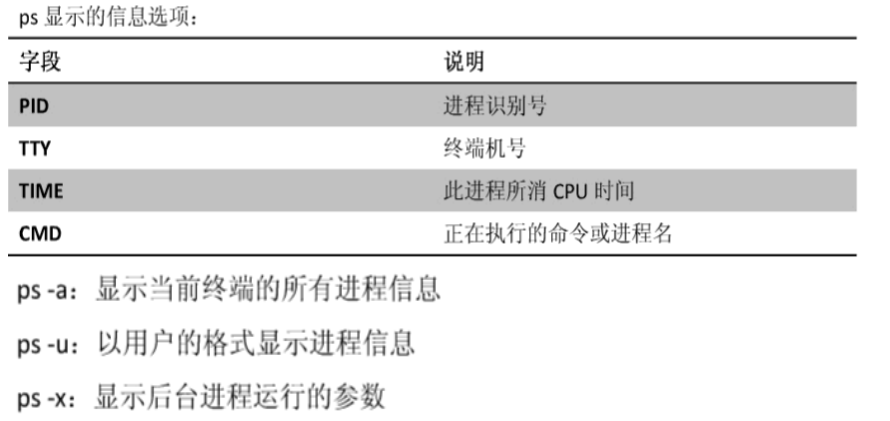 ps 显示的信息选项：
字段 说明
PID 进程识别号
TTY 终端机号
TIME 此进程所消 CPU 时间
CMD 正在执行的命令或进程名
ps -a：显示当前终端的所有进程信息
ps -u：以用户的格式显示进程信息
ps -x：显示后台进程运行的参数